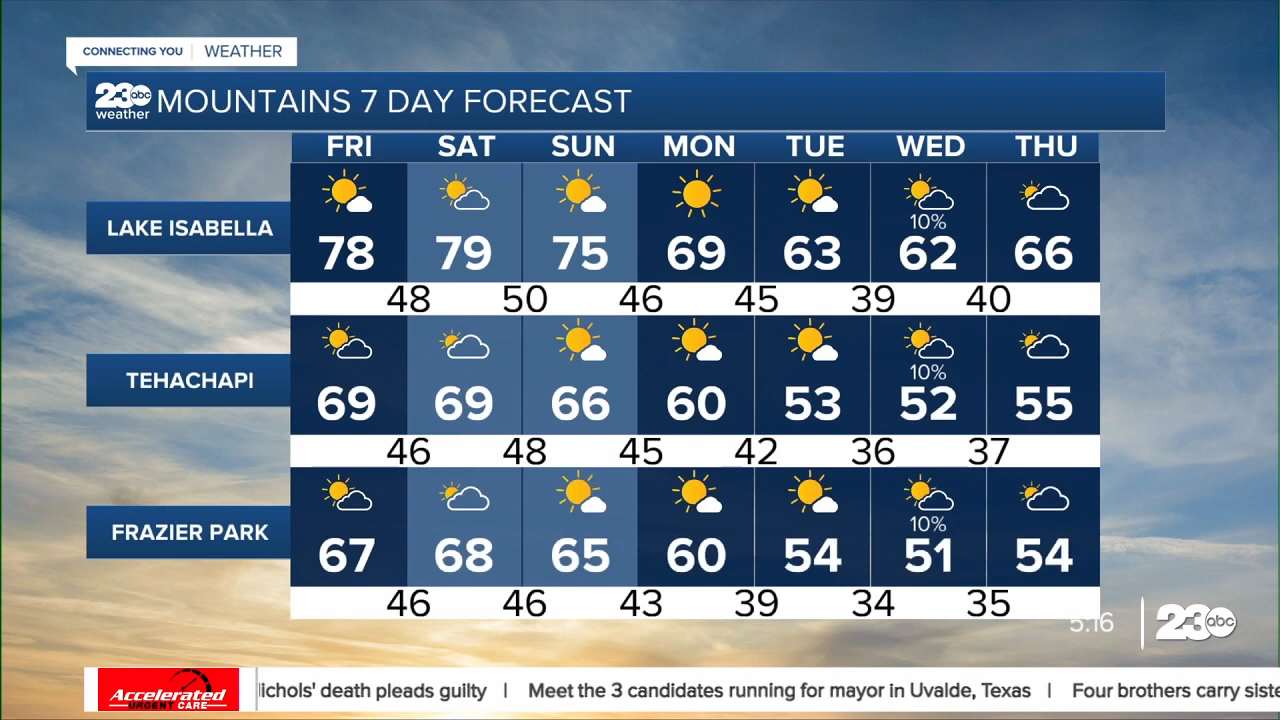 CONNECTING YOU | WEATHER
23 abc weather MOUNTAINS 7 DAY FORECAST
FRI SAT SUN MON TUE WED THU
LAKE ISABELLA
10%
78 79 75 69 63 62 66
48 50 46 45 39 40
TEHACHAPI
10%
69 69 66 60 53 52 55
46 48 45 42 36 37
FRAZIER PARK
10%
67 68 65 60 54 51 54
46 46 43 39 34 35
5:16 23 abc
Accelerated
URGENT CARE
death pleads guilty | Meet the 3 candidates running for mayor in Uvalde, Texas | Four brothers carry